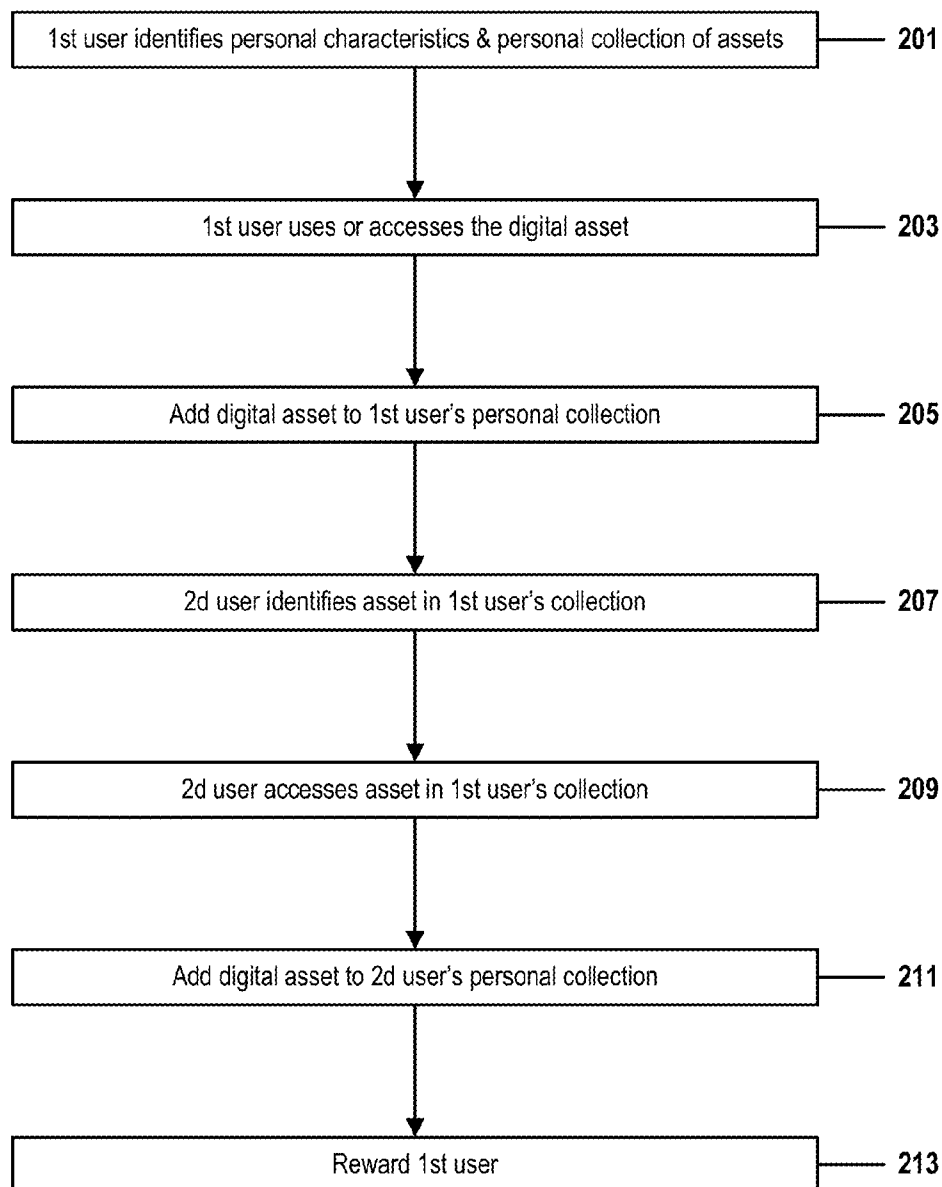 1st user identifies personal characteristics & personal collection of assets 201
1st user uses or accesses the digital asset 203
Add digital asset to 1st user's personal collection 205
2d user identifies asset in 1st user's collection 207
2d user accesses asset in 1st user's collection 209
Add digital asset to 2d user's personal collection 211
Reward 1st user 213